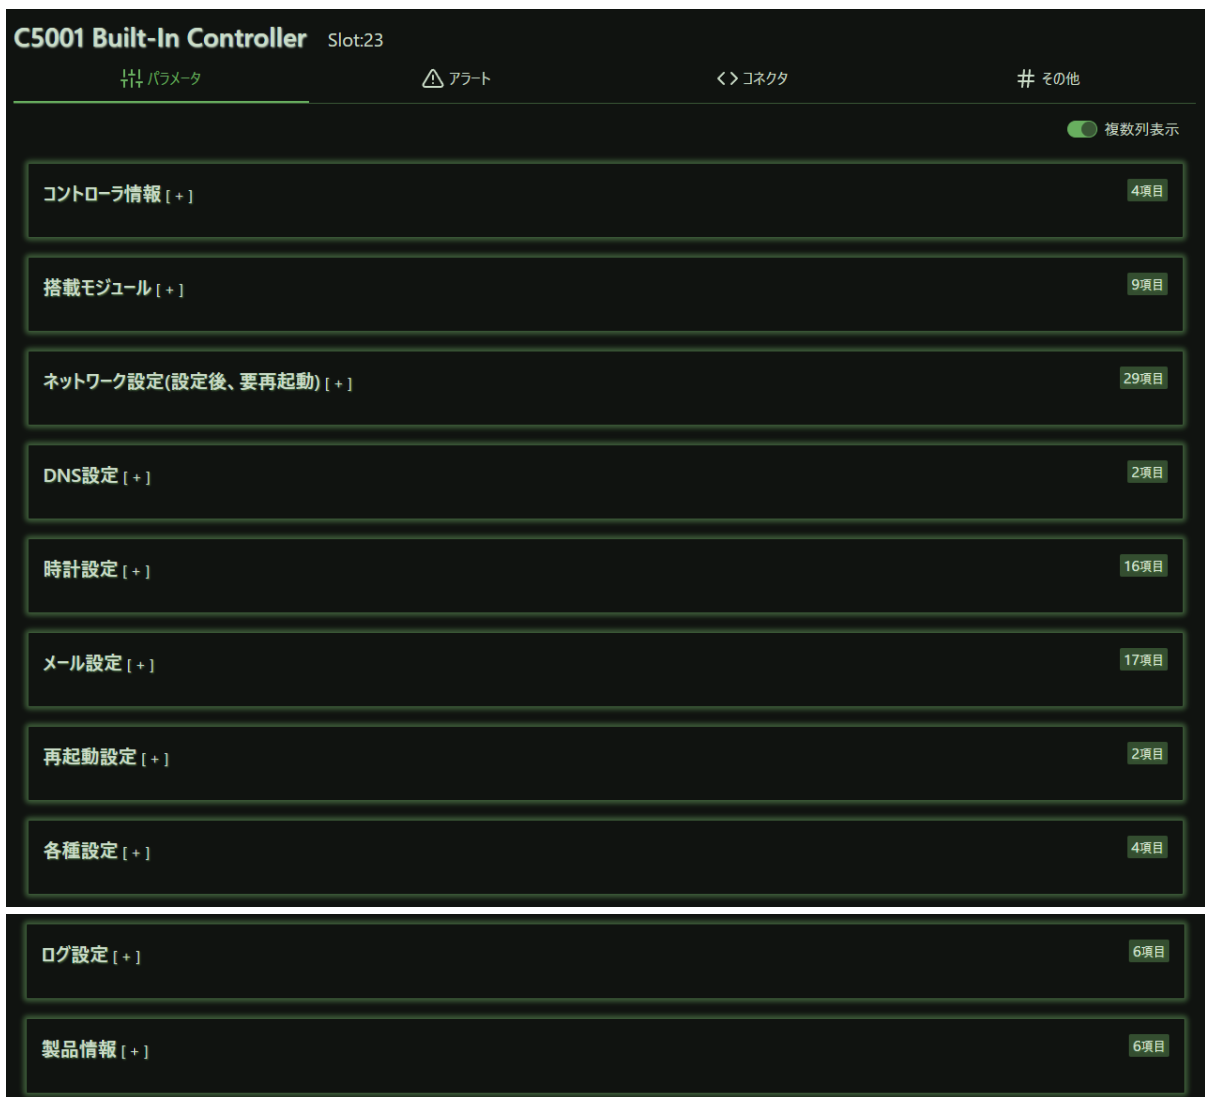 C5001 Built-In Controller Slot:23
パラメータ アラート コネクタ その他
複数列表示
コントローラ情報 [ + ] 4項目
搭載モジュール [ + ] 9項目
ネットワーク設定(設定後、要再起動) [ + ] 29項目
DNS設定 [ + ] 2項目
時計設定 [ + ] 16項目
メール設定 [ + ] 17項目
再起動設定 [ + ] 2項目
各種設定 [ + ] 4項目
ログ設定 [ + ] 6項目
製品情報 [ + ] 6項目